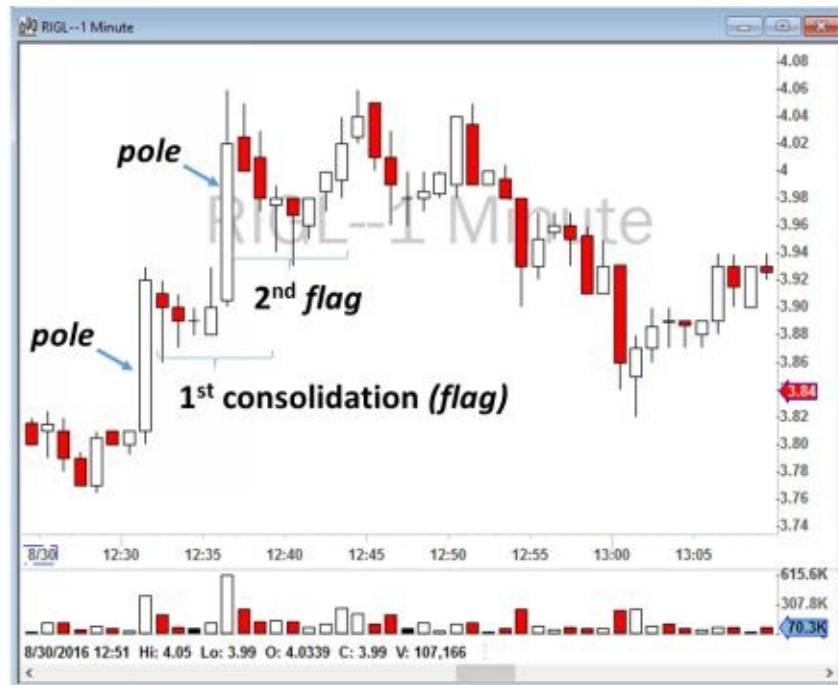 RIGL--1 Minute
4.08
4.06
4.04
4.02
4
3.98
3.96
3.94
3.92
3.90
3.88
3.86
3.84
3.82
3.80
3.78
3.76
3.74
pole
RIGL--1 Minute
2nd flag
pole
1st consolidation (flag)
8/30 12:30 12:35 12:40 12:45 12:50 12:55 13:00 13:05
615.6K
307.8K
70.3K
8/30/2016 12:51 Hi: 4.05 Lo: 3.99 O: 4.0339 C: 3.99 V: 107,166